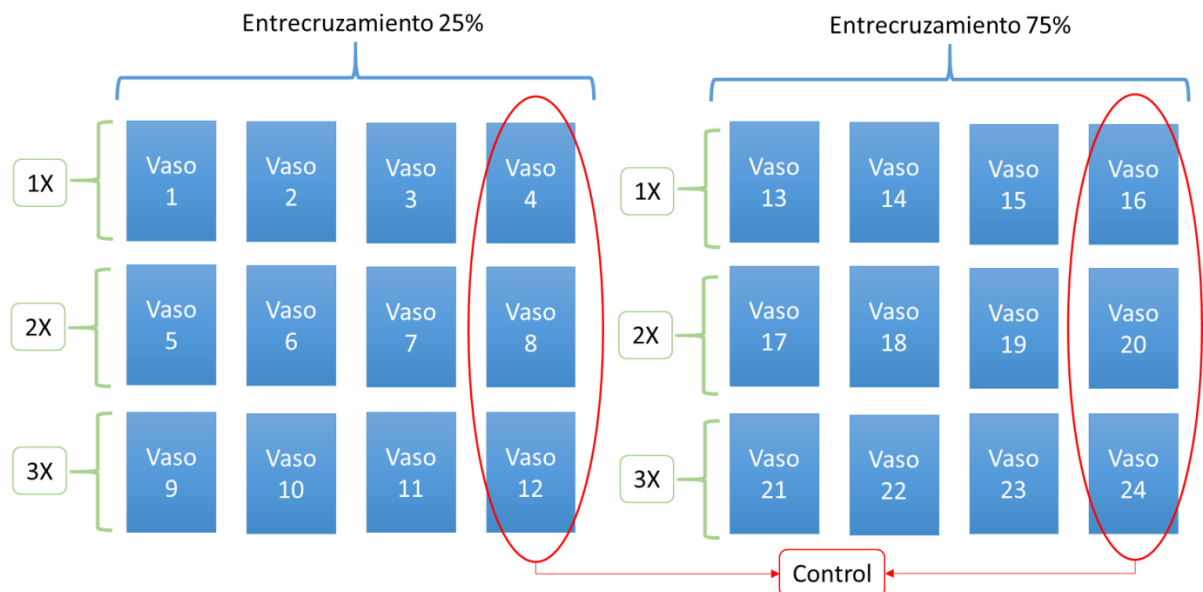 Entrecruzamiento 25%
Entrecruzamiento 75%
1X
Vaso
1
Vaso
2
Vaso
3
Vaso
4
2X
Vaso
5
Vaso
6
Vaso
7
Vaso
8
3X
Vaso
9
Vaso
10
Vaso
11
Vaso
12
1X
Vaso
13
Vaso
14
Vaso
15
Vaso
16
2X
Vaso
17
Vaso
18
Vaso
19
Vaso
20
3X
Vaso
21
Vaso
22
Vaso
23
Vaso
24
Control